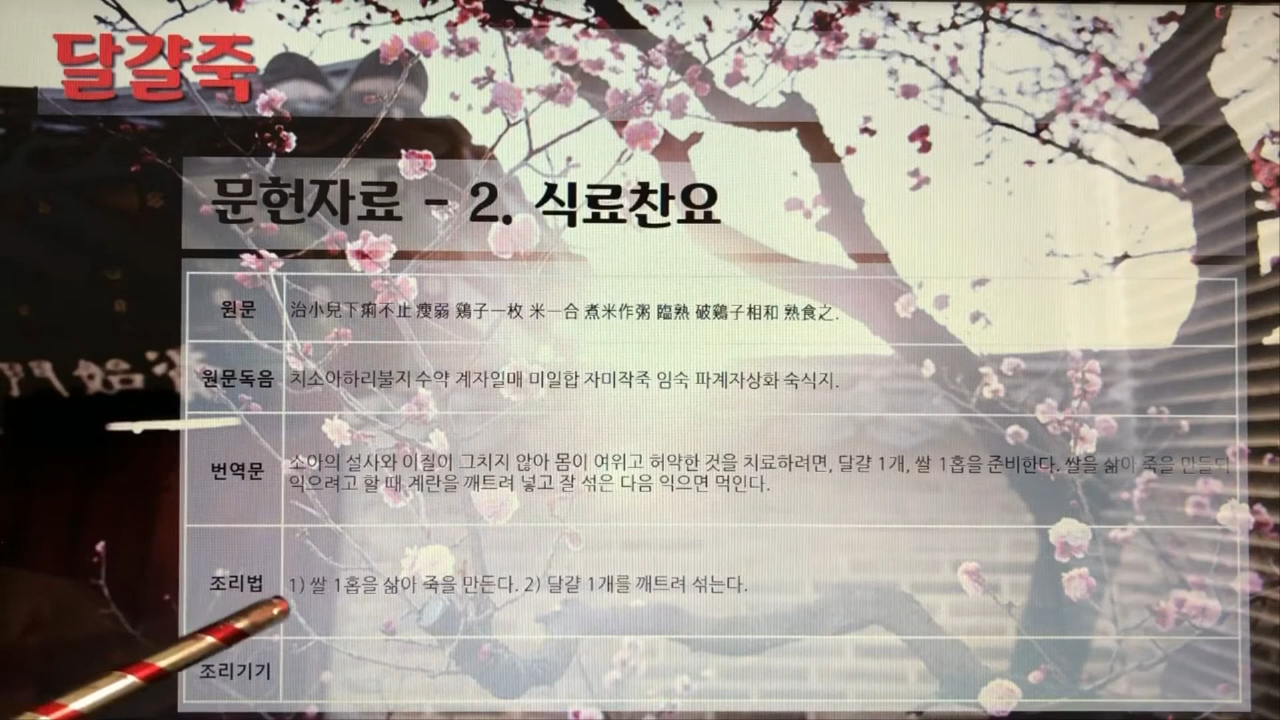 달걀죽
문헌자료 - 2. 식료찬요
원문 治小兒下痢不止 瘦弱 鷄子一枚 米一合 煮米作粥 臨熟 破鷄子相和 熟食之.
원문독음 치소아하리불지 수약 계자일매 미일합 자미작죽 임숙 파계자상화 숙식지.
번역문 소아의 설사와 이질이 그치지 않아 몸이 여위고 허약한 것을 치료하려면, 달걀 1개, 쌀 1홉을 준비한다. 쌀을 삶아 죽을 만든다
익으려고 할 때 계란을 깨트려 넣고 잘 섞은 다음 익으면 먹인다.
조리법 1) 쌀 1홉을 삶아 죽을 만든다. 2) 달걀 1개를 깨트려 섞는다.
조리기기